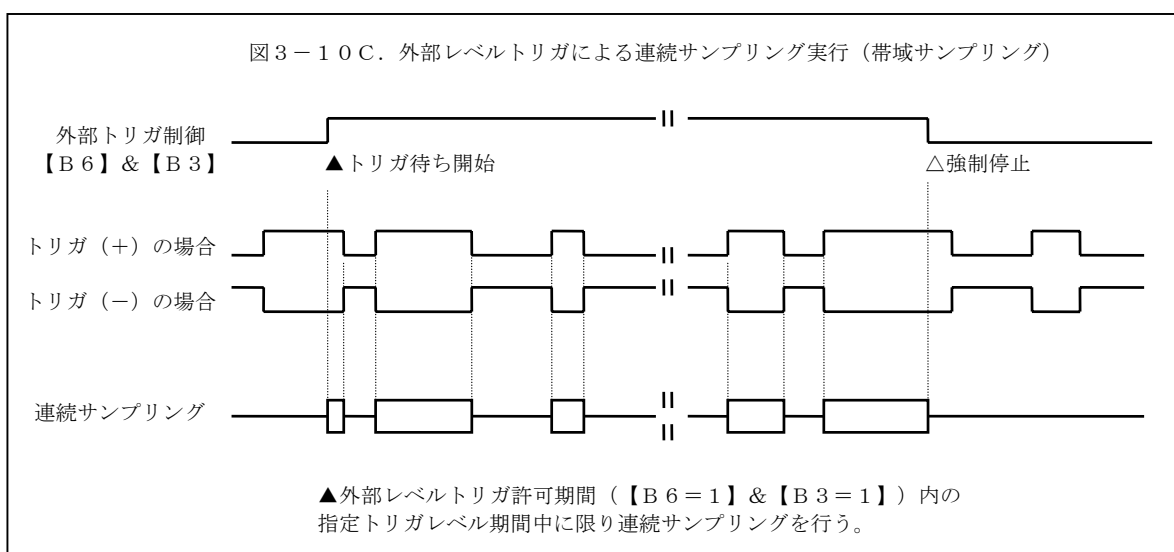 図3-10C.外部レベルトリガによる連続サンプリング実行(帯域サンプリング)
外部トリガ制御
【B6】&【B3】
▲トリガ待ち開始
△強制停止
トリガ(+)の場合
トリガ(-)の場合
連続サンプリング
▲外部レベルトリガ許可期間(【B6=1】&【B3=1】)内の
指定トリガレベル期間中に限り連続サンプリングを行う。